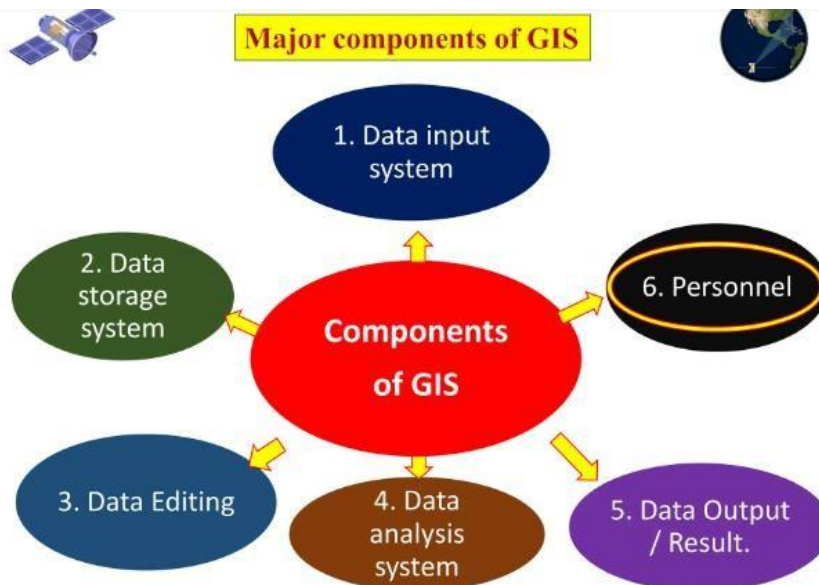 Major components of GIS
1. Data input
system
2. Data
storage
system
6. Personnel
Components
of GIS
3. Data Editing
4. Data
analysis
system
5. Data Output
/ Result.